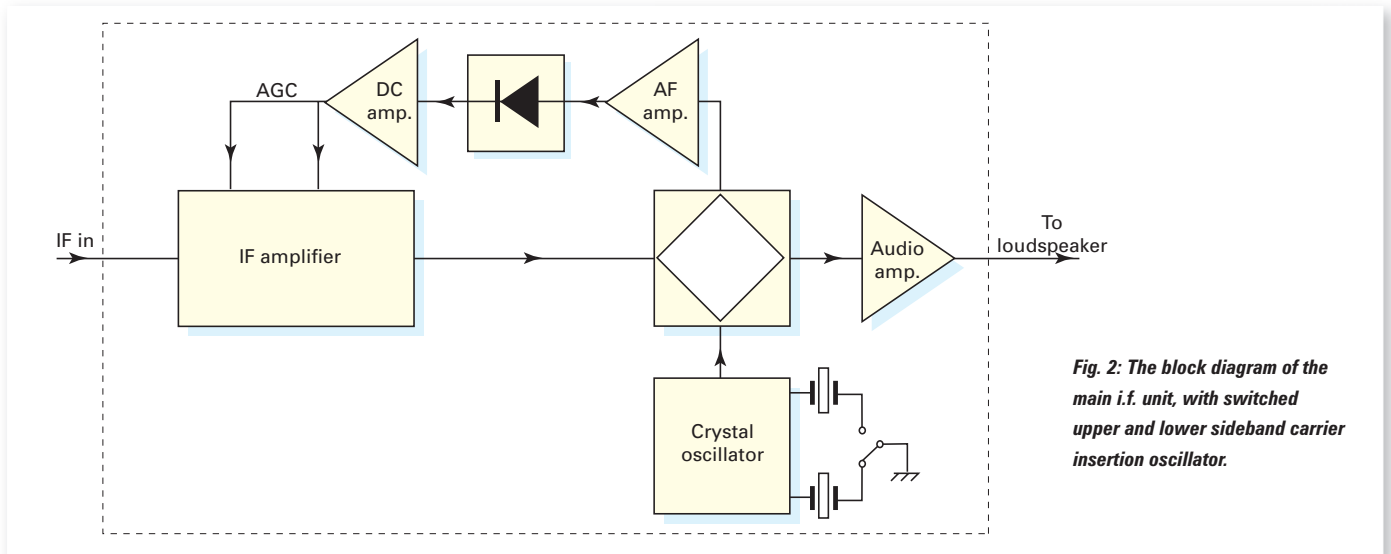 AGC
DC
amp.
AF
amp.
IF in
IF amplifier
Audio
amp.
To
loudspeaker
Crystal
oscillator
Fig. 2: The block diagram of the
main i.f. unit, with switched
upper and lower sideband carrier
insertion oscillator.